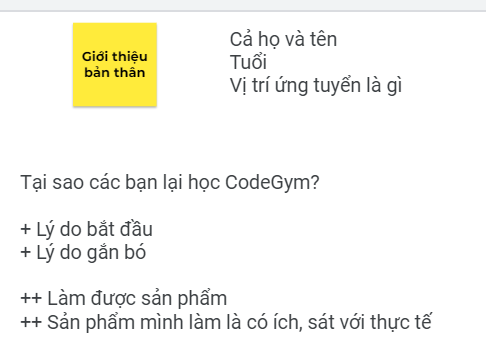 Giới thiệu
bản thân
Cả họ và tên
Tuổi
Vị trí ứng tuyển là gì
Tại sao các bạn lại học CodeGym?
+ Lý do bắt đầu
+ Lý do gắn bó
++ Làm được sản phẩm
++ Sản phẩm mình làm là có ích, sát với thực tế